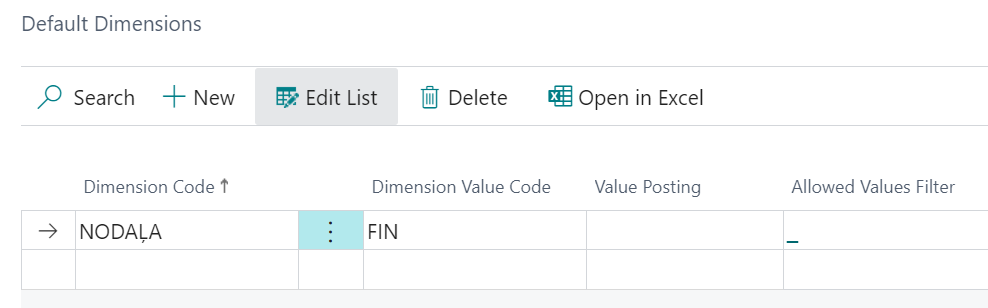 Default Dimensions
Search New Edit List Delete Open in Excel
Dimension Code Dimension Value Code Value Posting Allowed Values Filter
NODAĻA FIN _